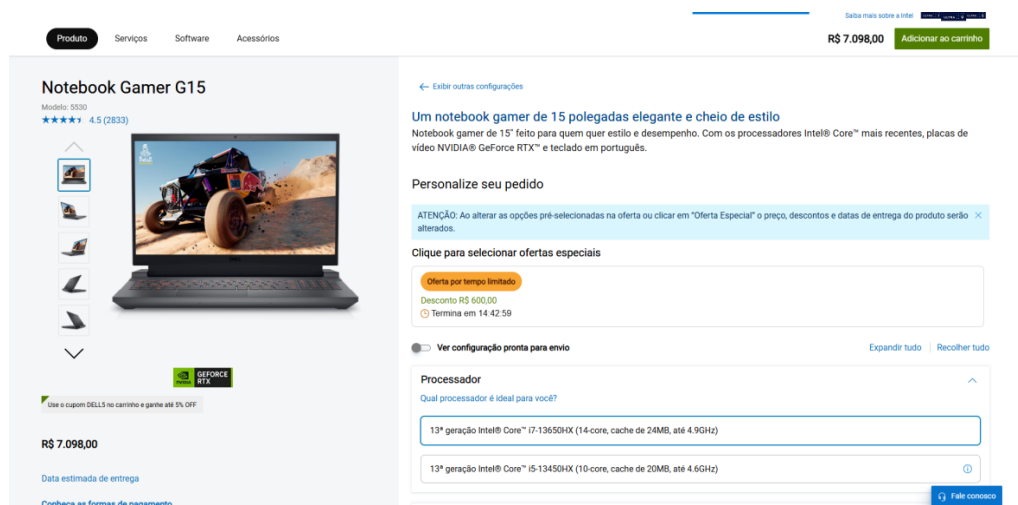 Saiba mais sobre a Intel
Produto
Serviços
Software
Acessórios
R$ 7.098,00
Adicionar ao carrinho
Notebook Gamer G15
Modelo: 5530
4.5 (2833)
Use o cupom DELL5 no carrinho e ganhe até 5% OFF
GEFORCE
RTX
R$ 7.098,00
Data estimada de entrega
Conheça as formas de pagamento
Exibir outras configurações
Um notebook gamer de 15 polegadas elegante e cheio de estilo
Notebook gamer de 15" feito para quem quer estilo e desempenho. Com os processadores Intel® Core™ mais recentes, placas de
vídeo NVIDIA® GeForce RTX™ e teclado em português.
Personalize seu pedido
ATENÇÃO: Ao alterar as opções pré-selecionadas na oferta ou clicar em "Oferta Especial" o preço, descontos e datas de entrega do produto serão
alterados.
Clique para selecionar ofertas especiais
Oferta por tempo limitado
Desconto R$ 600,00
Termina em 14:42:59
Ver configuração pronta para envio
Expandir tudo
Recolher tudo
Processador
Qual processador é ideal para você?
13ª geração Intel® Core™ i7-13650HX (14-core, cache de 24MB, até 4.9GHz)
13ª geração Intel® Core™ i5-13450HX (10-core, cache de 20MB, até 4.6GHz)
Fale conosco